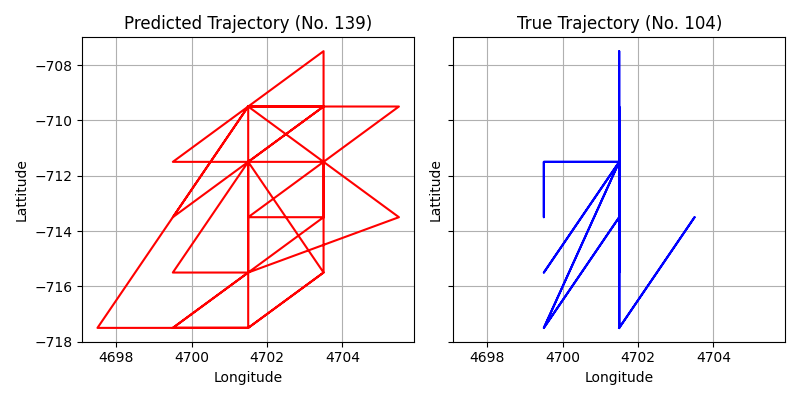 Predicted Trajectory (No. 139)
True Trajectory (No. 104)
Lattitude
−708
−710
−712
−714
−716
−718
4698 4700 4702 4704
Longitude
Lattitude
4698 4700 4702 4704
Longitude